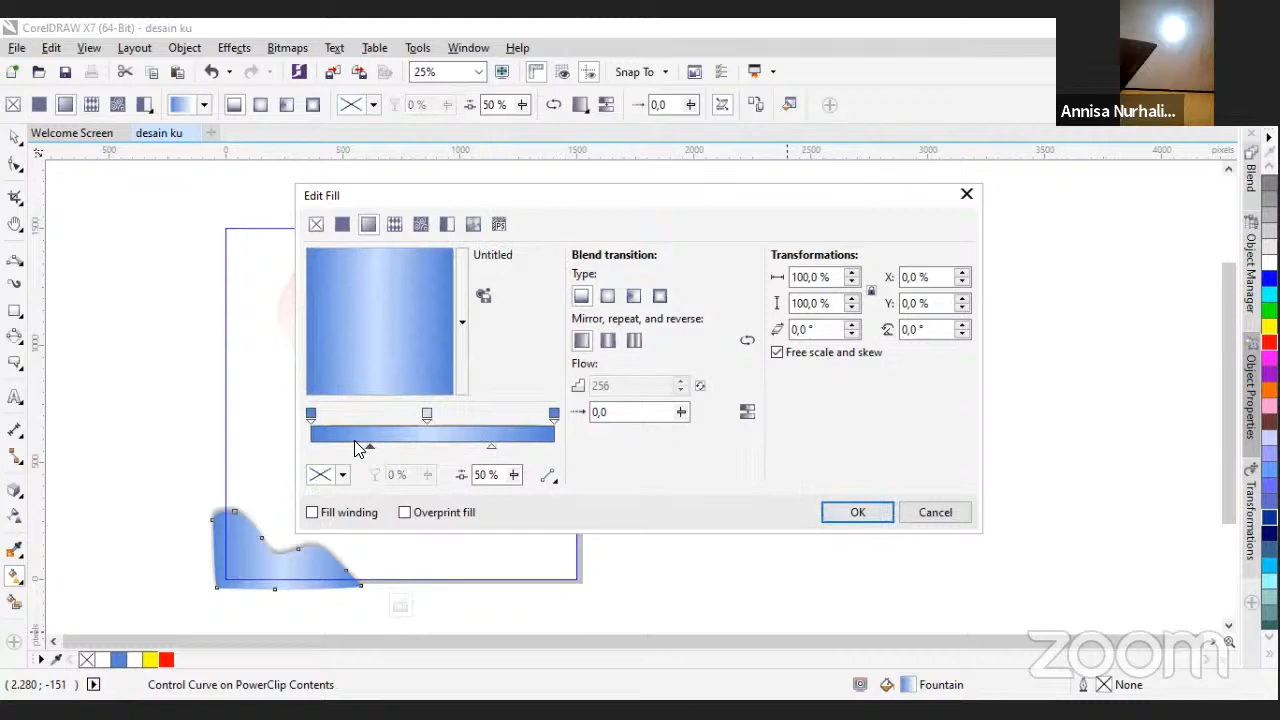 CorelDRAW X7 (64-Bit) - desain ku
File Edit View Layout Object Effects Bitmaps Text Table Tools Window Help
25% Snap To
0 % 50 % 0,0
Annisa Nurhali...
Welcome Screen desain ku
500 0 500 1000 1500 2000 2500 3000 3500 4000 pixels
1500
1000
500
0
pixels
Edit Fill
Untitled
Blend transition:
Type:
Mirror, repeat, and reverse:
Flow:
256
0,0
Transformations:
100,0 % X: 0,0 %
100,0 % Y: 0,0 %
0,0 ° 0,0 °
Free scale and skew
0 % 50 %
Fill winding Overprint fill
OK Cancel
Blend
Object Manager
Object Properties
Transformations
zoom
(2.280 ; -151 ) Control Curve on PowerClip Contents Fountain None